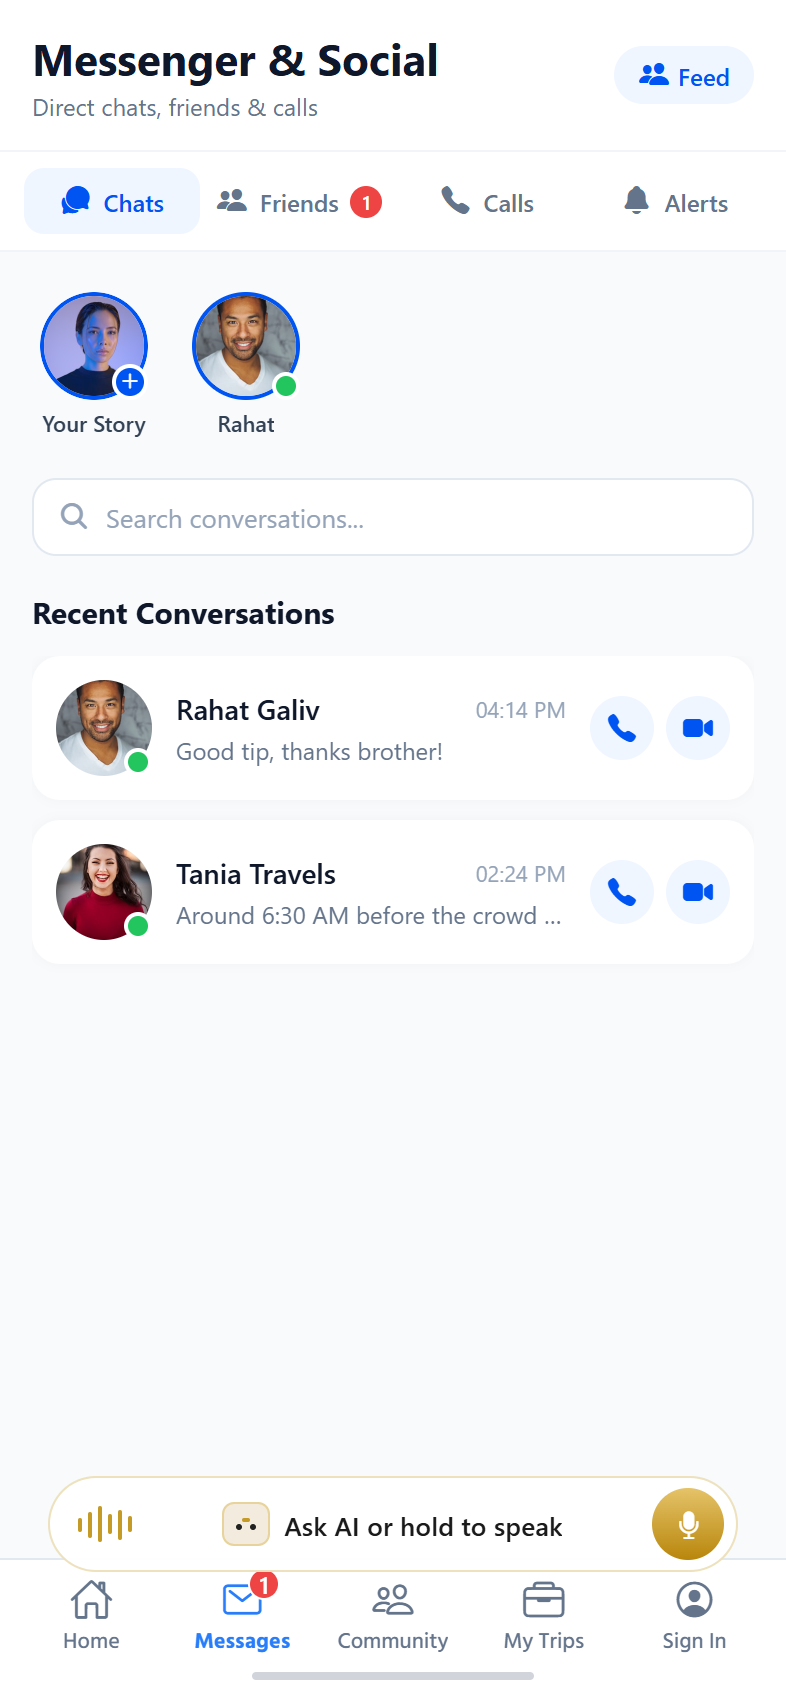 Messenger & Social
Direct chats, friends & calls
Feed
Chats
Friends 1
Calls
Alerts
Your Story
Rahat
Search conversations...
Recent Conversations
Rahat Galiv
04:14 PM
Good tip, thanks brother!
Tania Travels
02:24 PM
Around 6:30 AM before the crowd ...
Ask AI or hold to speak
1
Home
Messages
Community
My Trips
Sign In